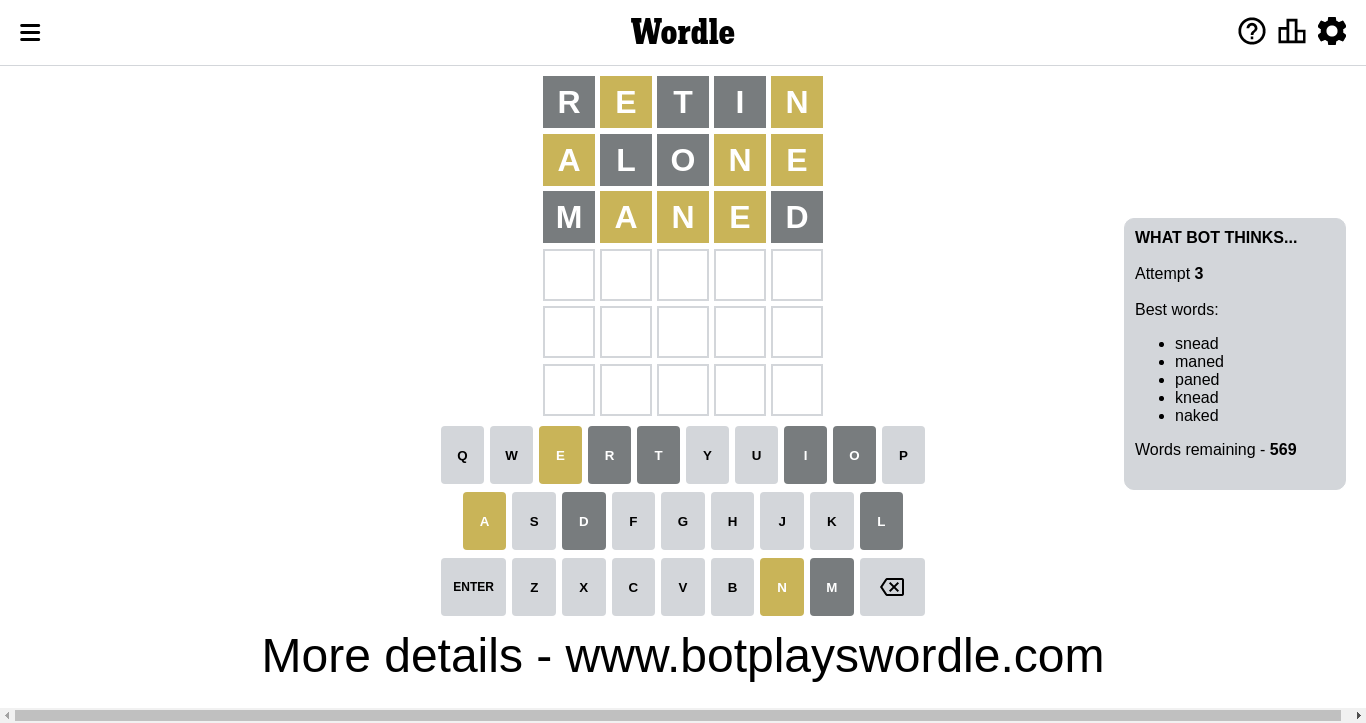 Wordle
R E T I N
A L O N E
M A N E D
WHAT BOT THINKS...
Attempt 3
Best words:
snead
maned
paned
knead
naked
Words remaining - 569
Q W E R T Y U I O P
A S D F G H J K L
ENTER Z X C V B N M
More details - www.botplayswordle.com